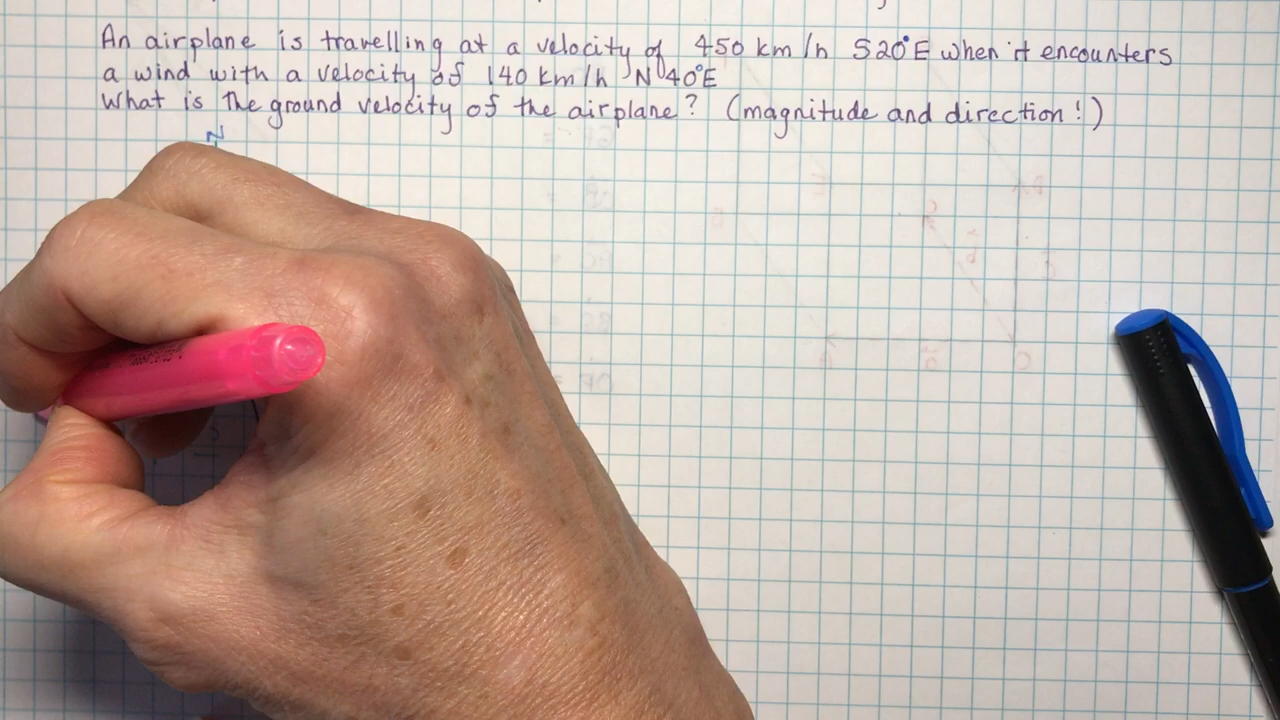 An airplane is travelling at a velocity of 450 km/h S20°E when it encounters
a wind with a velocity of 140 km/h N40°E
What is the ground velocity of the airplane? (magnitude and direction!)
N